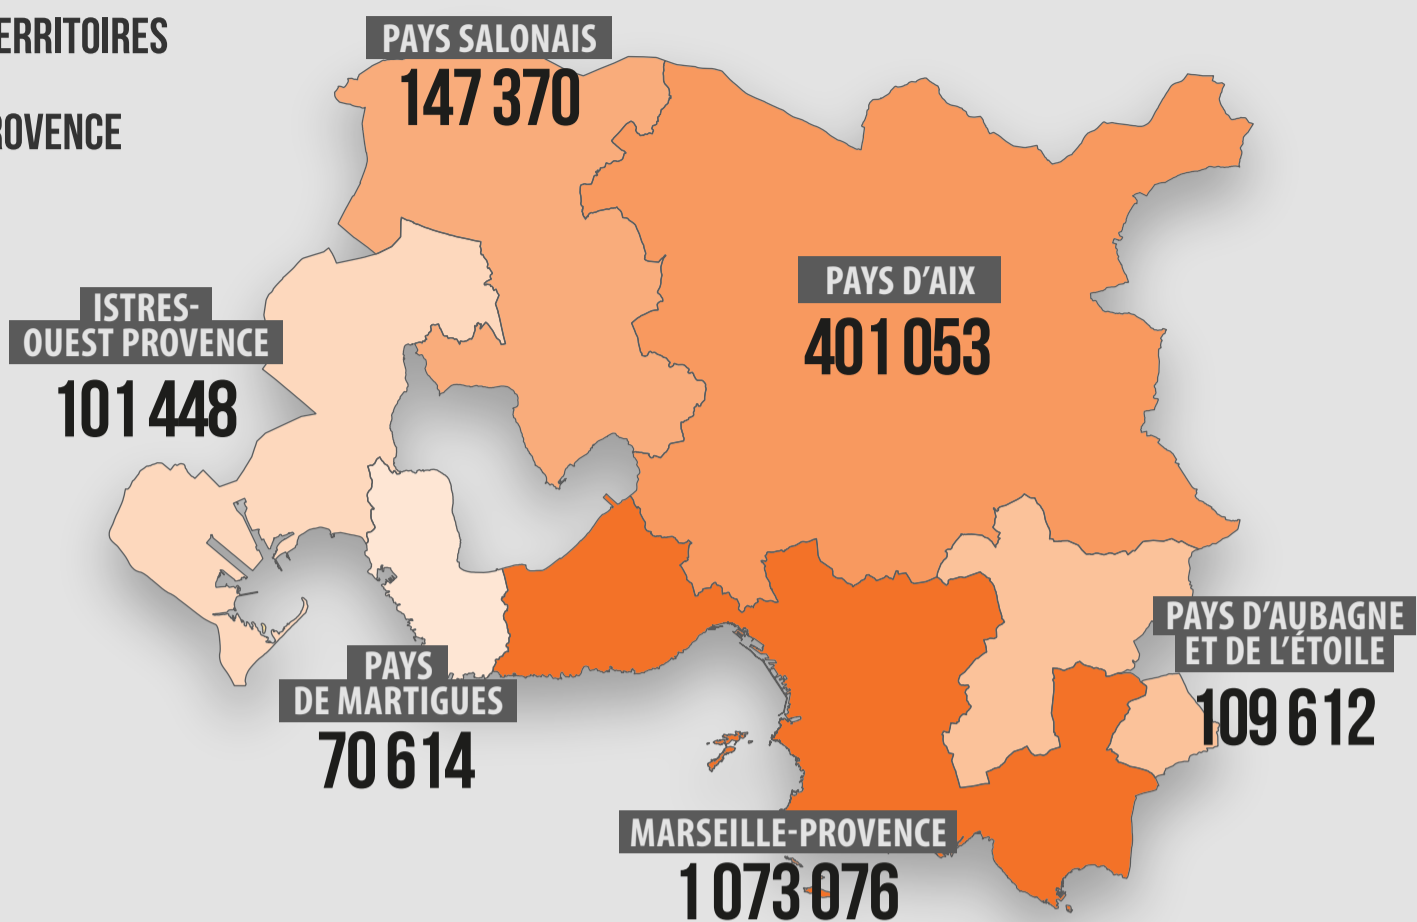 ERRITOIRES
ROVENCE
PAYS SALONAIS
147 370
PAYS D'AIX
401 053
ISTRES-
OUEST PROVENCE
101 448
PAYS D'AUBAGNE
ET DE L'ÉTOILE
109 612
PAYS
DE MARTIGUES
70 614
MARSEILLE-PROVENCE
1 073 076